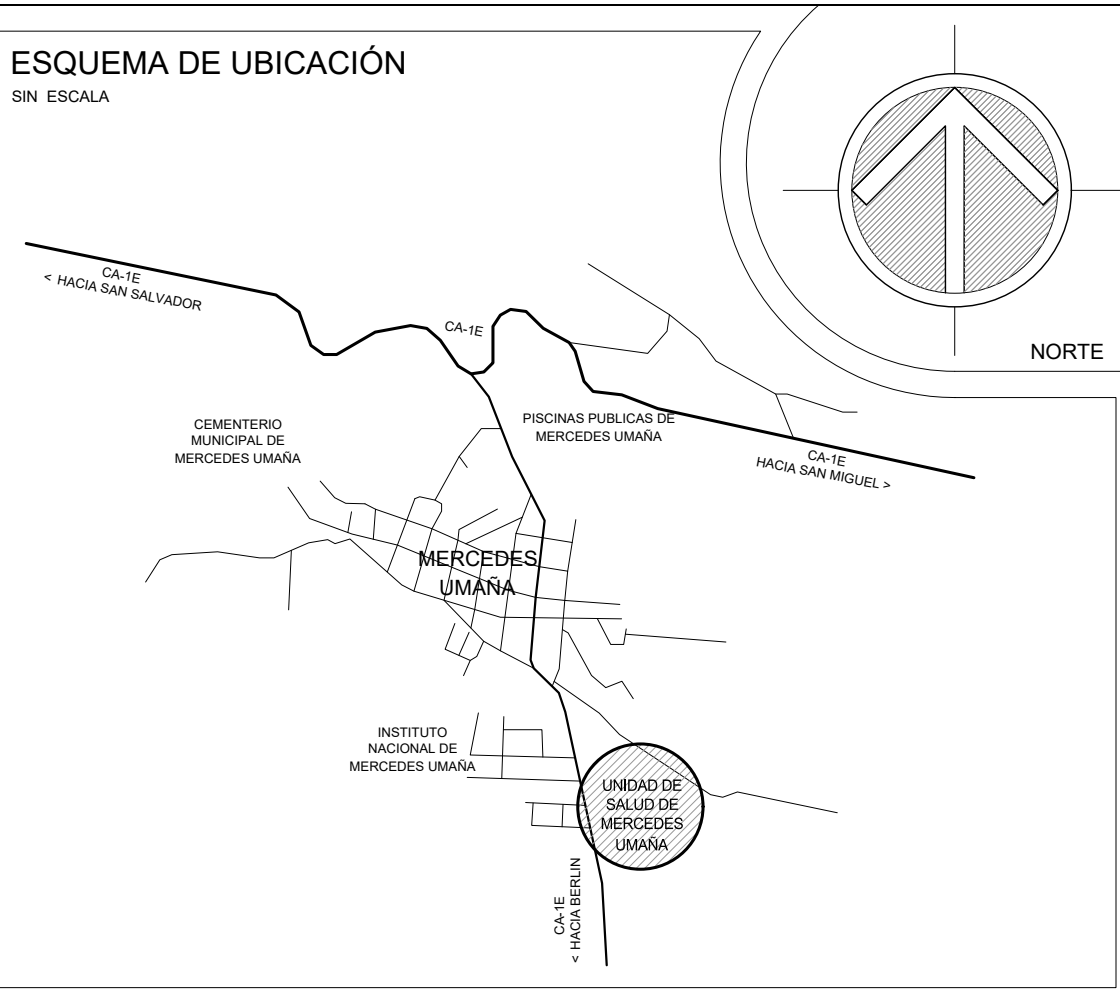 ESQUEMA DE UBICACIÓN
SIN ESCALA
NORTE
CA-1E
< HACIA SAN SALVADOR
CA-1E
CEMENTERIO
MUNICIPAL DE
MERCEDES UMAÑA
PISCINAS PUBLICAS DE
MERCEDES UMAÑA
CA-1E
HACIA SAN MIGUEL >
MERCEDES
UMAÑA
INSTITUTO
NACIONAL DE
MERCEDES UMAÑA
UNIDAD DE
SALUD DE
MERCEDES
UMAÑA
CA-1E
< HACIA BERLIN